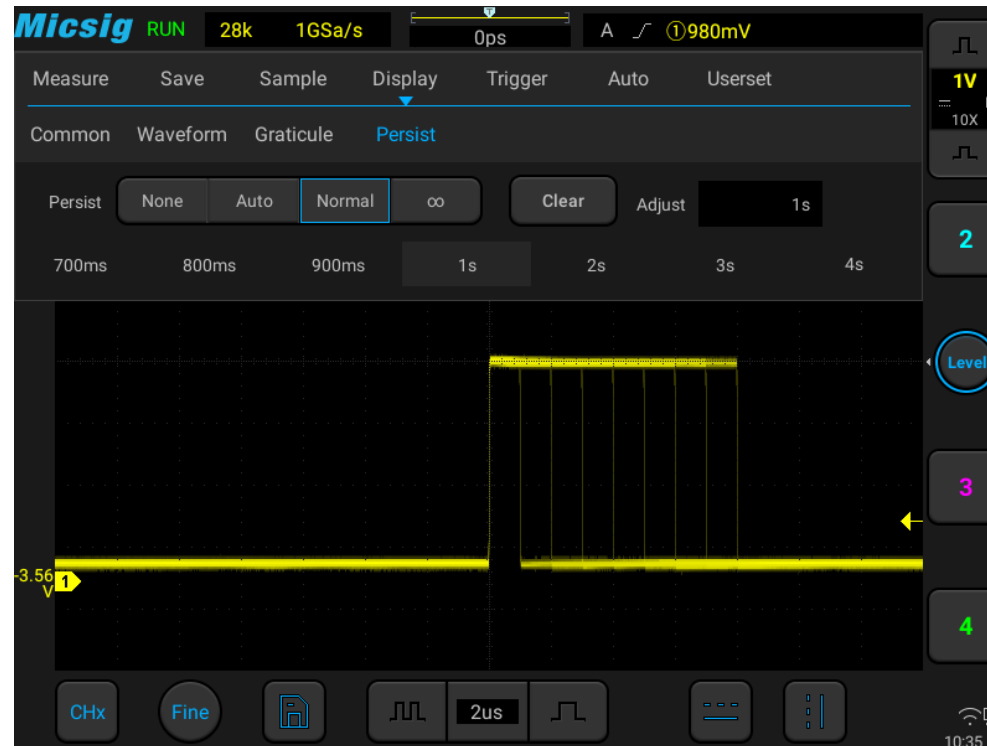 Micsig RUN 28k 1GSa/s 0ps A ①980mV
Measure Save Sample Display Trigger Auto Userset
1V
10X
Common Waveform Graticule Persist
Persist None Auto Normal ∞ Clear Adjust 1s
2
700ms 800ms 900ms 1s 2s 3s 4s
Level
3
-3.56
V
1
4
CHx Fine 2us
10:35